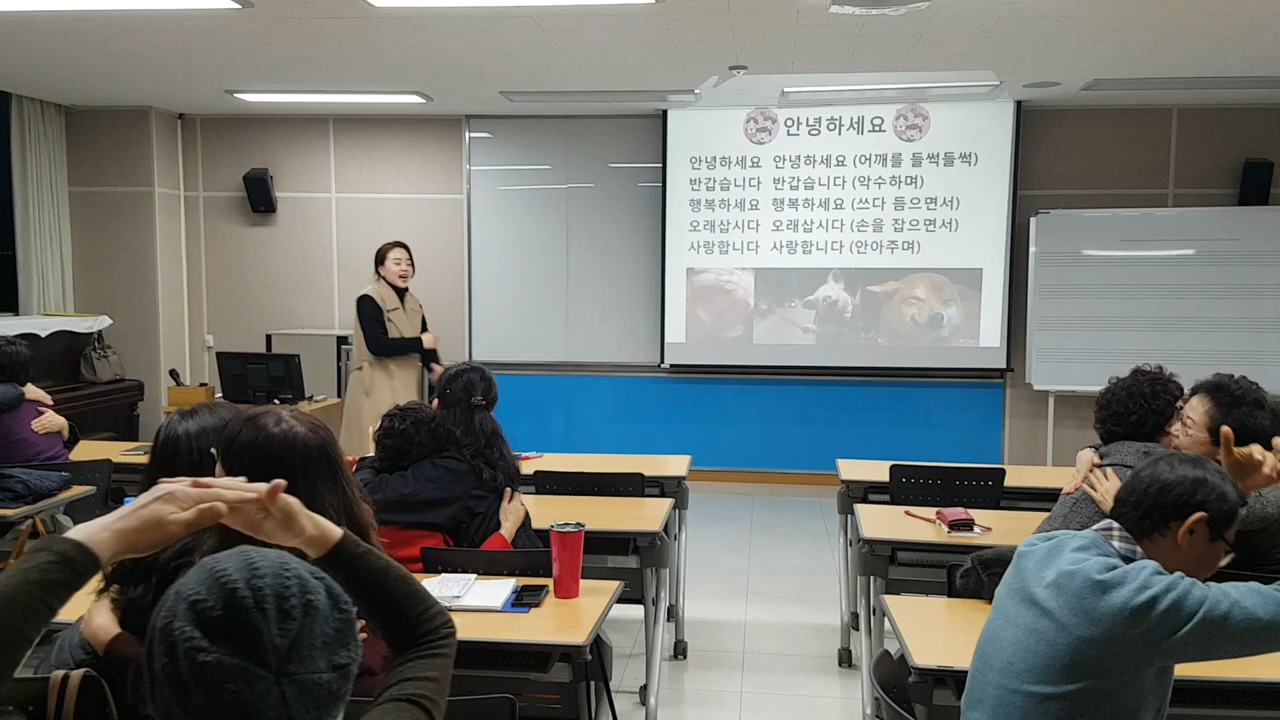 안녕하세요
안녕하세요 안녕하세요 (어깨를 들썩들썩)
반갑습니다 반갑습니다 (악수하며)
행복하세요 행복하세요 (쓰다 듬으면서)
오래삽시다 오래삽시다 (손을 잡으면서)
사랑합니다 사랑합니다 (안아주며)